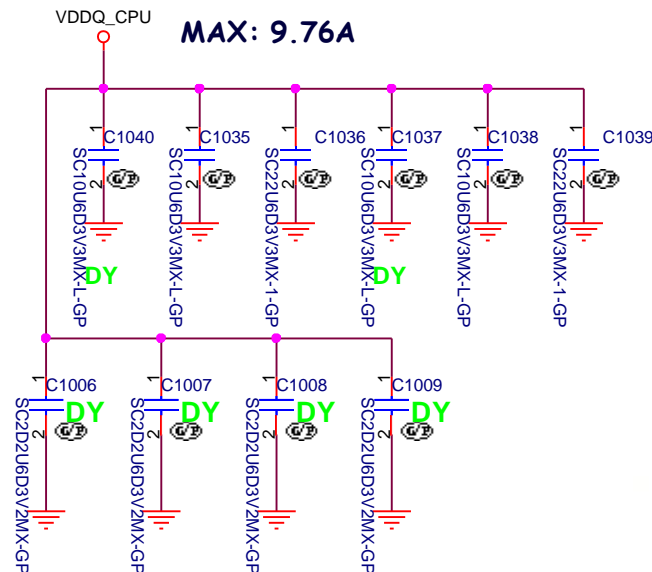 VDDQ_CPU
MAX: 9.76A
1
C1040
SC10U6D3V3MX-L-GP
2
G/P
DY
1
C1035
SC10U6D3V3MX-L-GP
2
G/P
1
C1036
SC22U6D3V3MX-1-GP
2
G/P
1
C1037
SC10U6D3V3MX-L-GP
2
G/P
DY
1
C1038
SC10U6D3V3MX-L-GP
2
G/P
1
C1039
SC22U6D3V3MX-1-GP
2
G/P
1
C1006
SC2D2U6D3V2MX-GP
DY
2
G/P
1
C1007
SC2D2U6D3V2MX-GP
DY
2
G/P
1
C1008
SC2D2U6D3V2MX-GP
DY
2
G/P
1
C1009
SC2D2U6D3V2MX-GP
DY
2
G/P